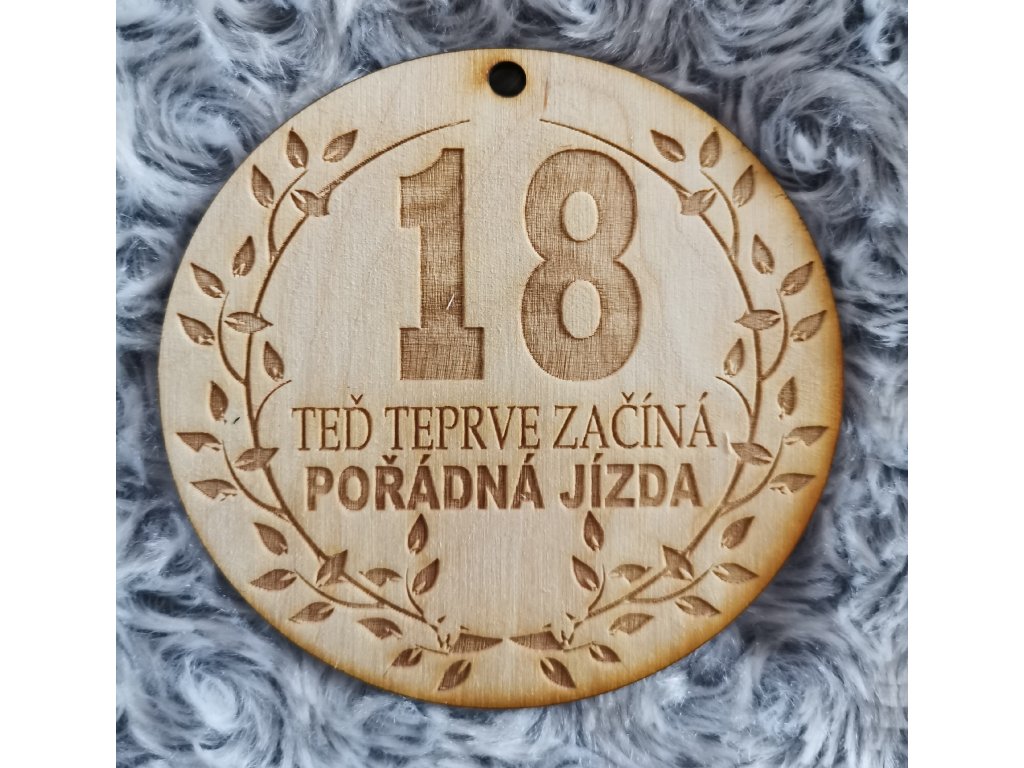 18
TEĎ TEPRVE ZAČÍNÁ
POŘÁDNÁ JÍZDA